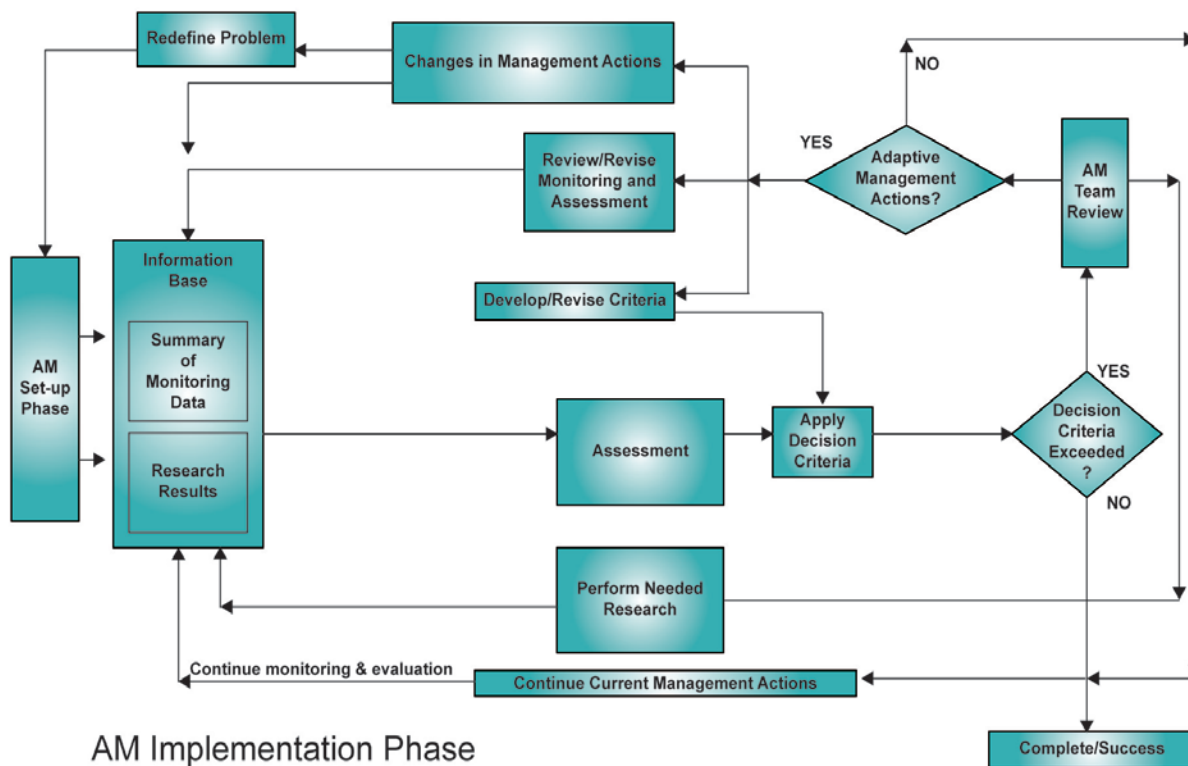 Redefine Problem
Changes in Management Actions
NO
YES
Adaptive
Management
Actions?
AM
Team
Review
Review/Revise
Monitoring and
Assessment
Information
Base
Develop/Revise Criteria
Summary
of
Monitoring
Data
AM
Set-up
Phase
YES
Decision
Criteria
Exceeded
?
Apply
Decision
Criteria
Assessment
Research
Results
NO
Perform Needed
Research
Continue monitoring & evaluation
Continue Current Management Actions
AM Implementation Phase
Complete/Success